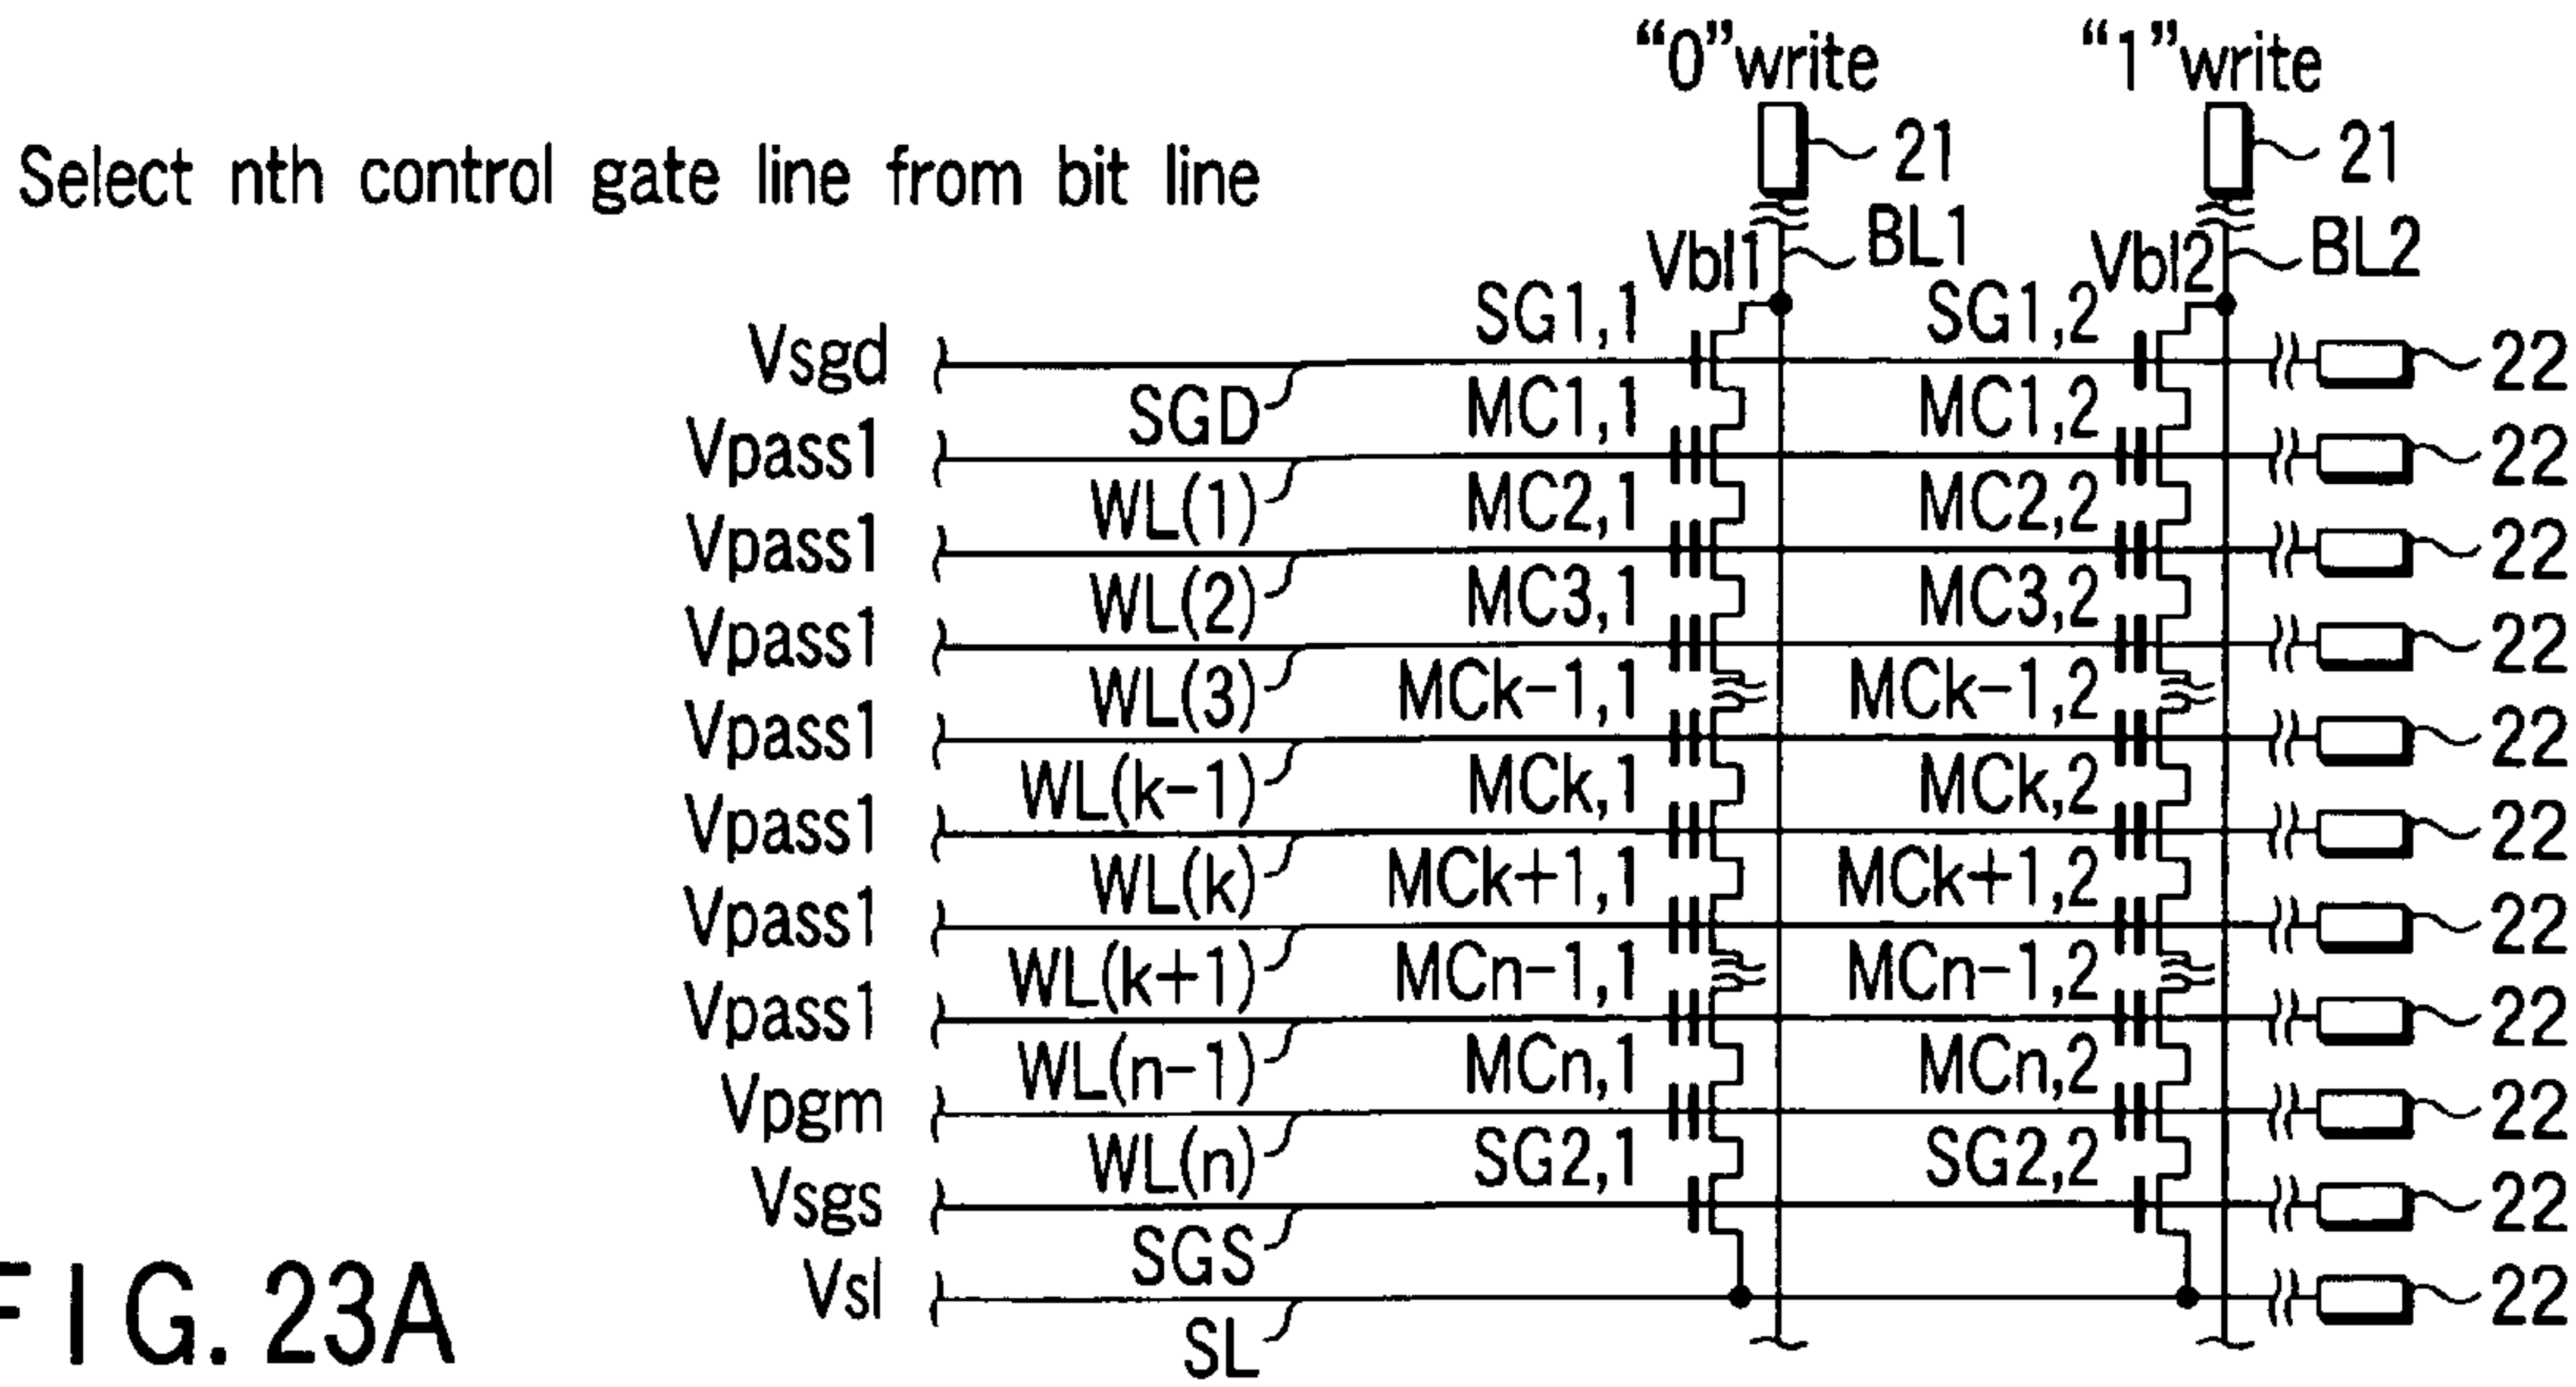 “0”write “1”write
21 21
Select nth control gate line from bit line
Vbl1 BL1 Vbl2 BL2
SG1,1 SG1,2
Vsgd 22
SGD MC1,1 MC1,2
Vpass1 22
WL(1) MC2,1 MC2,2
Vpass1 22
WL(2) MC3,1 MC3,2
Vpass1 22
WL(3) MCk-1,1 MCk-1,2
Vpass1 22
WL(k-1) MCk,1 MCk,2
Vpass1 22
WL(k) MCk+1,1 MCk+1,2
Vpass1 22
WL(k+1) MCn-1,1 MCn-1,2
Vpass1 22
WL(n-1) MCn,1 MCn,2
Vpgm 22
WL(n) SG2,1 SG2,2
Vsgs 22
SGS
Vsl 22
SL
FIG. 23A